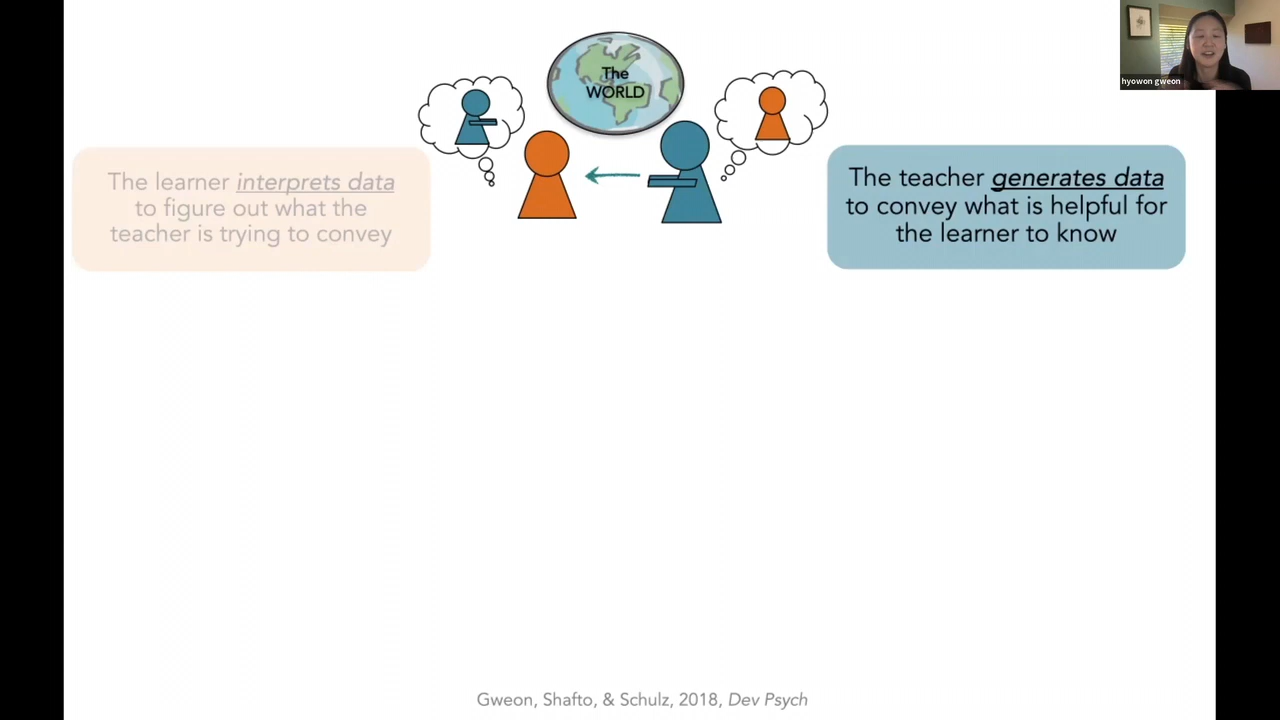 hyowon gweon
The
WORLD
The learner interprets data
to figure out what the
teacher is trying to convey
The teacher generates data
to convey what is helpful for
the learner to know
Gweon, Shafto, & Schulz, 2018, Dev Psych